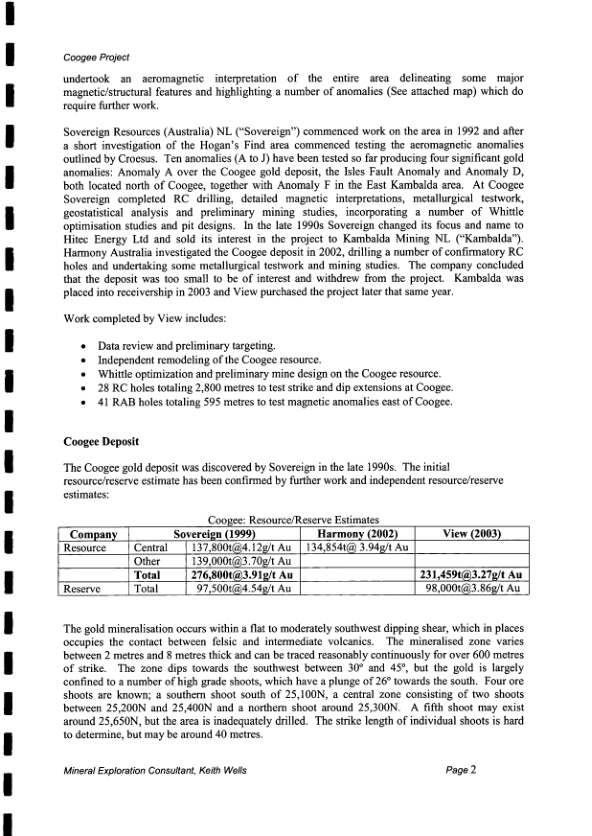 Coogee Project
undertook an aeromagnetic interpretation of the entire area delineating some major
magnetic/structural features and highlighting a number of anomalies (See attached map) which do
require further work.
Sovereign Resources (Australia) NL ("Sovereign") commenced work on the area in 1992 and after
a short investigation of the Hogan's Find area commenced testing the aeromagnetic anomalies
outlined by Croesus. Ten anomalies (A to J) have been tested so far producing four significant gold
anomalies: Anomaly A over the Coogee gold deposit, the Isles Fault Anomaly and Anomaly D,
both located north of Coogee, together with Anomaly F in the East Kambalda area. At Coogee
Sovereign completed RC drilling, detailed magnetic interpretations, metallurgical testwork,
geostatistical analysis and preliminary mining studies, incorporating a number of Whittle
optimisation studies and pit designs. In the late 1990s Sovereign changed its focus and name to
Hitec Energy Ltd and sold its interest in the project to Kambalda Mining NL ("Kambalda").
Harmony Australia investigated the Coogee deposit in 2002, drilling a number of confirmatory RC
holes and undertaking some metallurgical testwork and mining studies. The company concluded
that the deposit was too small to be of interest and withdrew from the project. Kambalda was
placed into receivership in 2003 and View purchased the project later that same year.
Work completed by View includes:
• Data review and preliminary targeting.
• Independent remodeling of the Coogee resource.
• Whittle optimization and preliminary mine design on the Coogee resource.
• 28 RC holes totaling 2,800 metres to test strike and dip extensions at Coogee.
• 41 RAB holes totaling 595 metres to test magnetic anomalies east of Coogee.
Coogee Deposit
The Coogee gold deposit was discovered by Sovereign in the late 1990s. The initial
resource/reserve estimate has been confirmed by further work and independent resource/reserve
estimates:
Coogee: Resource/Reserve Estimates
Company Sovereign (1999) Harmony (2002) View (2003)
Resource Central 137,800t@4.12g/t Au 134,854t@ 3.94g/t Au
Other 139,000t@3.70g/t Au
Total 276,800t@3.91g/t Au 231,459t@3.27g/t Au
Reserve Total 97,500t@4.54g/t Au 98,000t@3.86g/t Au
The gold mineralisation occurs within a flat to moderately southwest dipping shear, which in places
occupies the contact between felsic and intermediate volcanics. The mineralised zone varies
between 2 metres and 8 metres thick and can be traced reasonably continuously for over 600 metres
of strike. The zone dips towards the southwest between 30° and 45°, but the gold is largely
confined to a number of high grade shoots, which have a plunge of 26° towards the south. Four ore
shoots are known; a southern shoot south of 25,100N, a central zone consisting of two shoots
between 25,200N and 25,400N and a northern shoot around 25,300N. A fifth shoot may exist
around 25,650N, but the area is inadequately drilled. The strike length of individual shoots is hard
to determine, but may be around 40 metres.
Mineral Exploration Consultant, Keith Wells Page 2